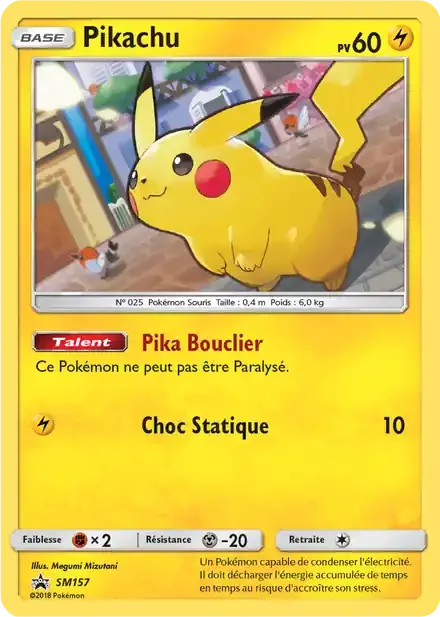 BASE Pikachu PV60
N° 025 Pokémon Souris Taille : 0,4 m Poids : 6,0 kg
Talent Pika Bouclier
Ce Pokémon ne peut pas être Paralysé.
Choc Statique 10
Faiblesse ×2 Résistance -20 Retraite
Illus. Megumi Mizutani
SM157
©2018 Pokémon
Un Pokémon capable de condenser l'électricité.
Il doit décharger l'énergie accumulée de temps
en temps au risque d'accroître son stress.